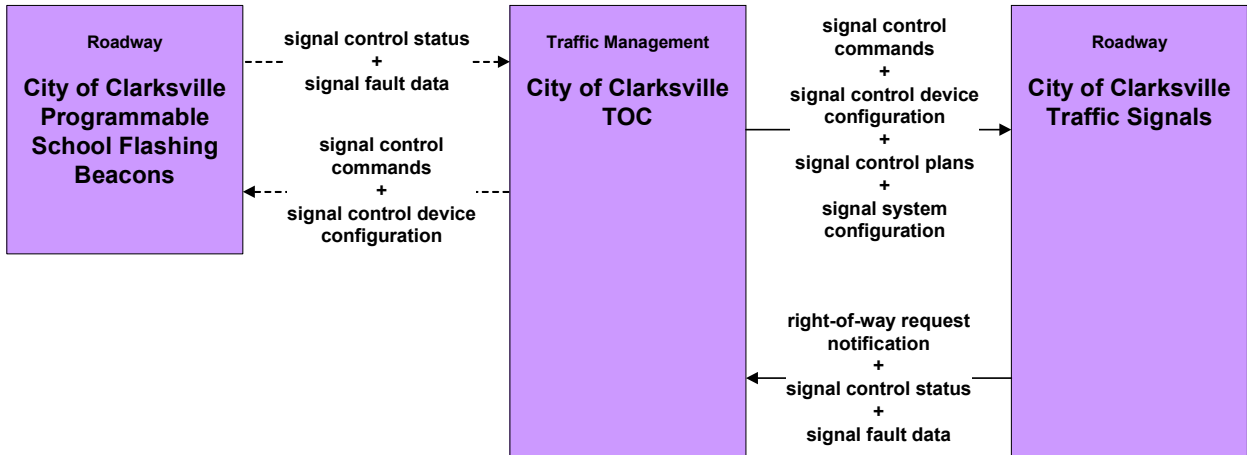 Roadway
City of Clarksville
Programmable
School Flashing
Beacons
signal control status
+
signal fault data
signal control
commands
+
signal control device
configuration
Traffic Management
City of Clarksville
TOC
signal control
commands
+
signal control device
configuration
+
signal control plans
+
signal system
configuration
right-of-way request
notification
+
signal control status
+
signal fault data
Roadway
City of Clarksville
Traffic Signals